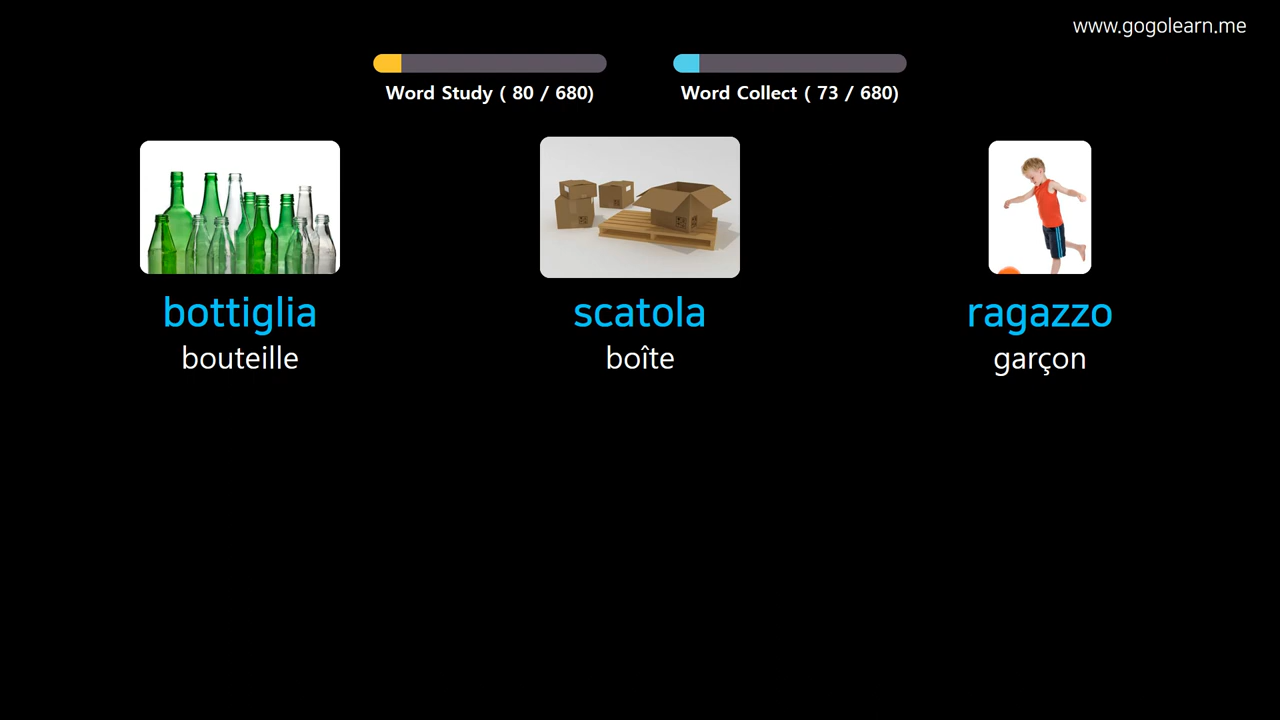 www.gogolearn.me
Word Study ( 80 / 680)
Word Collect ( 73 / 680)
bottiglia
bouteille
scatola
boîte
ragazzo
garçon